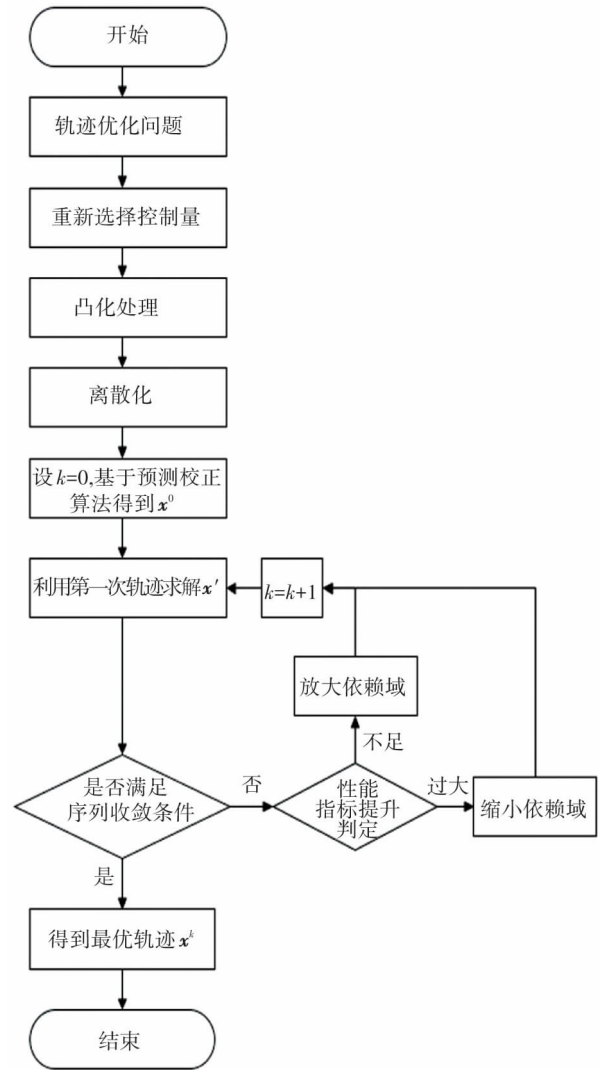 开始
轨迹优化问题
重新选择控制量
凸化处理
离散化
设k=0,基于预测校正
算法得到x⁰
利用第一次轨迹求解x′
k=k+1
放大依赖域
不足
是否满足
序列收敛条件
否
性能
指标提升
判定
过大
缩小依赖域
是
得到最优轨迹xᵏ
结束